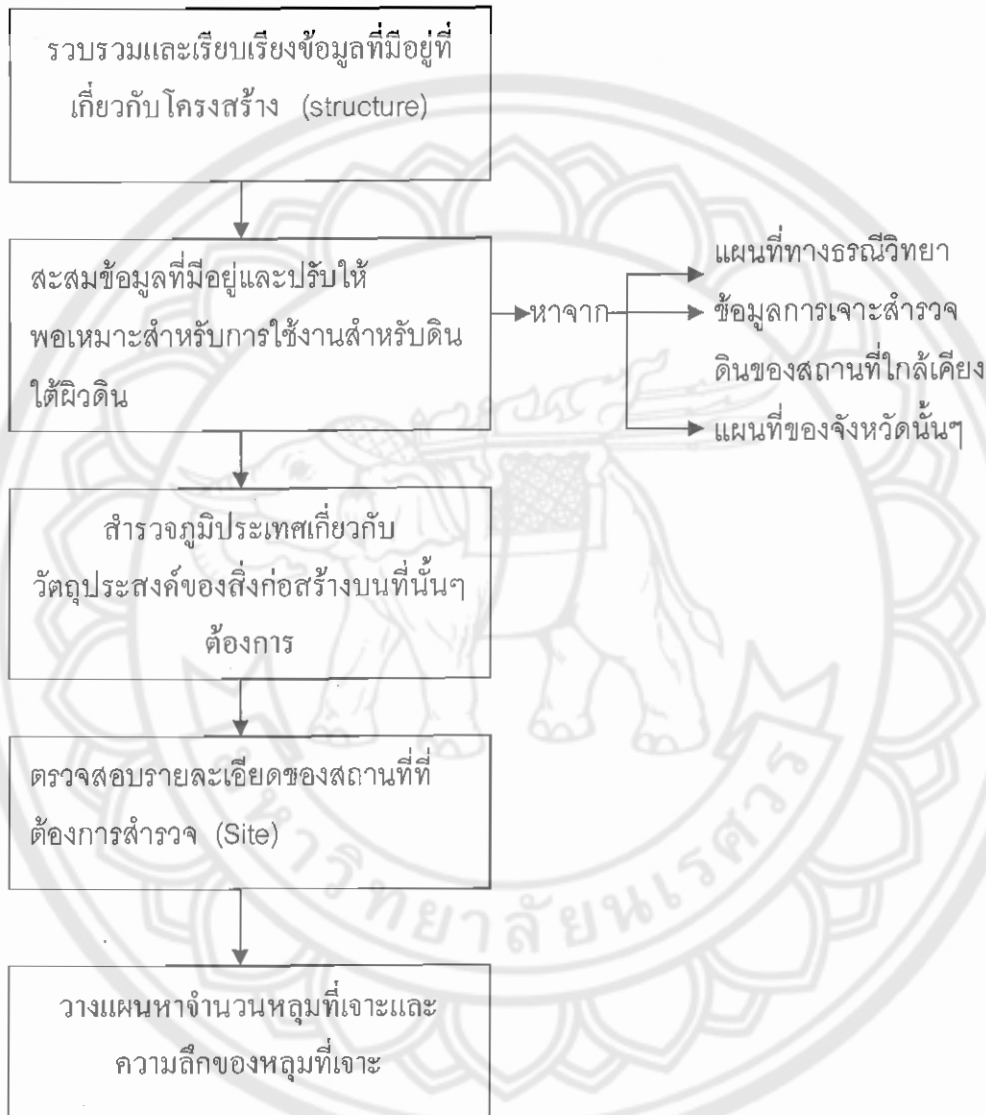 รวบรวมและเรียบเรียงข้อมูลที่มีอยู่ที่
เกี่ยวกับโครงสร้าง (structure)
สะสมข้อมูลที่มีอยู่และปรับให้
พอเหมาะสำหรับการใช้งานสำหรับดิน
ใต้ผิวดิน
หาจาก
แผนที่ทางธรณีวิทยา
ข้อมูลการเจาะสำรวจ
ดินของสถานที่ใกล้เคียง
แผนที่ของจังหวัดนั้นๆ
สำรวจภูมิประเทศเกี่ยวกับ
วัตถุประสงค์ของสิ่งก่อสร้างบนที่นั้นๆ
ต้องการ
ตรวจสอบรายละเอียดของสถานที่ที่
ต้องการสำรวจ (Site)
วางแผนหาจำนวนหลุมที่เจาะและ
ความลึกของหลุมที่เจาะ
มหาวิทยาลัยนเรศวร